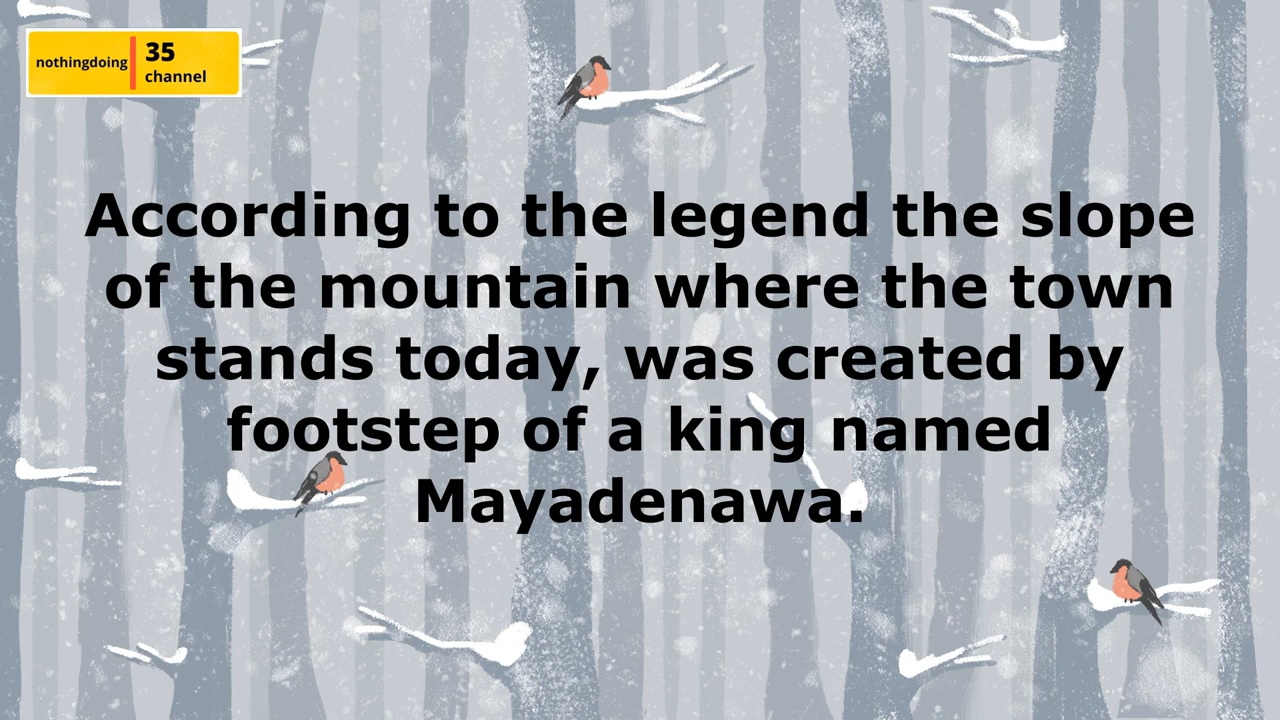 nothingdoing
35
channel
According to the legend the slope
of the mountain where the town
stands today, was created by
footstep of a king named
Mayadenawa.